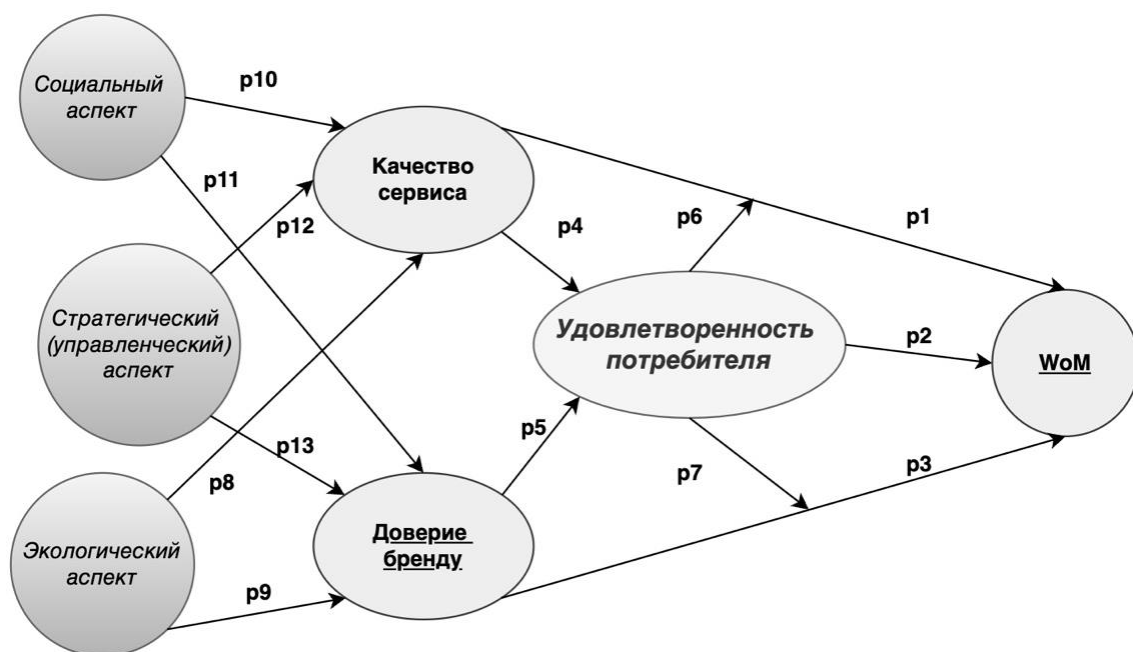 Социальный
аспект
p10
p11
Качество
сервиса
p12
p4
p6
p1
Стратегический
(управленческий)
аспект
Удовлетворенность
потребителя
p2
WoM
p13
p8
p5
p7
p3
Экологический
аспект
Доверие
бренду
p9